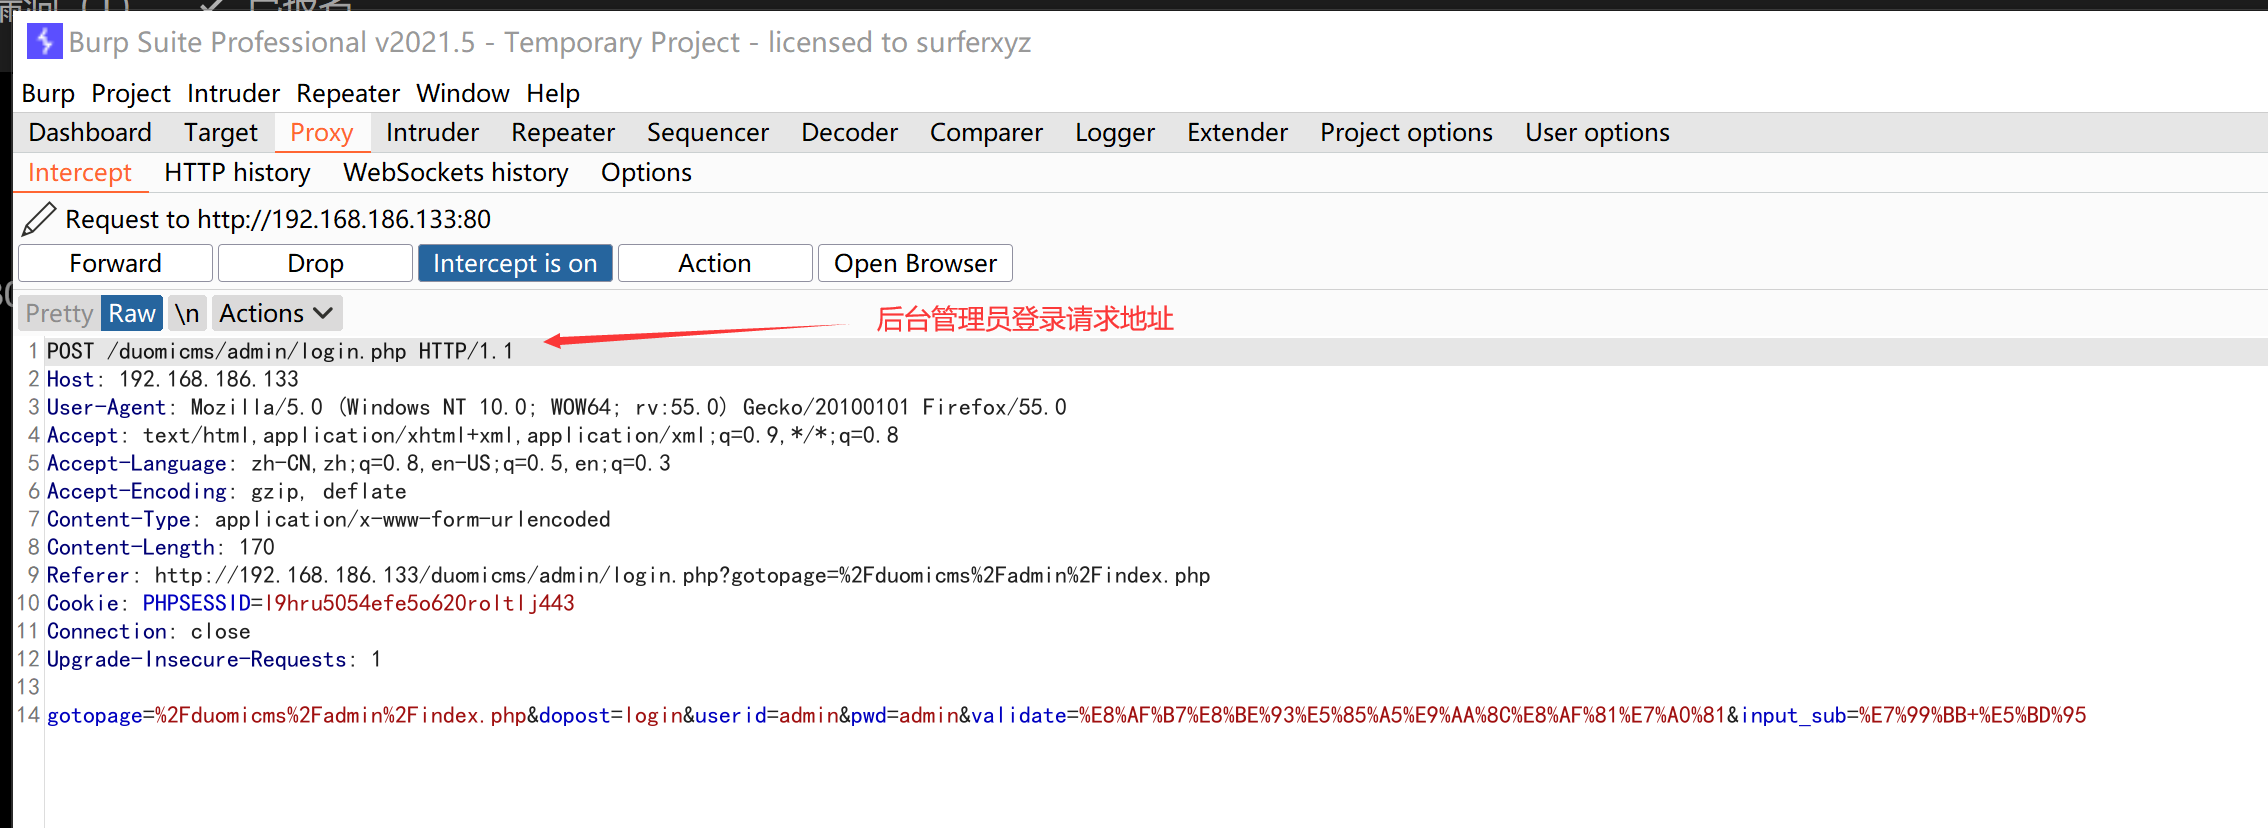 已报名
Burp Suite Professional v2021.5 - Temporary Project - licensed to surferxyz
Burp Project Intruder Repeater Window Help
Dashboard Target Proxy Intruder Repeater Sequencer Decoder Comparer Logger Extender Project options User options
Intercept HTTP history WebSockets history Options
Request to http://192.168.186.133:80
Forward Drop Intercept is on Action Open Browser
Pretty Raw \n Actions
后台管理员登录请求地址
1 POST /duomicms/admin/login.php HTTP/1.1
2 Host: 192.168.186.133
3 User-Agent: Mozilla/5.0 (Windows NT 10.0; WOW64; rv:55.0) Gecko/20100101 Firefox/55.0
4 Accept: text/html,application/xhtml+xml,application/xml;q=0.9,*/*;q=0.8
5 Accept-Language: zh-CN,zh;q=0.8,en-US;q=0.5,en;q=0.3
6 Accept-Encoding: gzip, deflate
7 Content-Type: application/x-www-form-urlencoded
8 Content-Length: 170
9 Referer: http://192.168.186.133/duomicms/admin/login.php?gotopage=%2Fduomicms%2Fadmin%2Findex.php
10 Cookie: PHPSESSID=l9hru5054efe5o620roltlj443
11 Connection: close
12 Upgrade-Insecure-Requests: 1
13
14 gotopage=%2Fduomicms%2Fadmin%2Findex.php&dopost=login&userid=admin&pwd=admin&validate=%E8%AF%B7%E8%BE%93%E5%85%A5%E9%AA%8C%E8%AF%81%E7%A0%81&input_sub=%E7%99%BB+%E5%BD%95